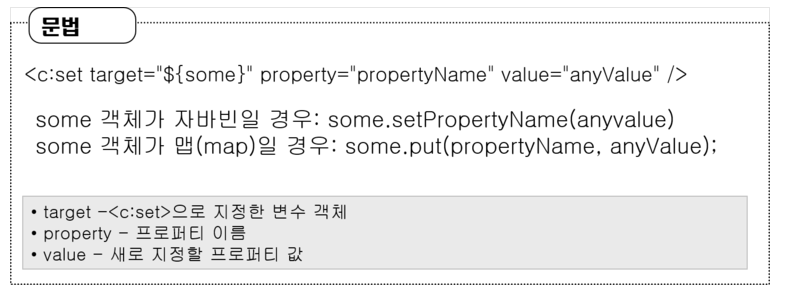 문법
<c:set target="${some}" property="propertyName" value="anyValue" />
some 객체가 자바빈일 경우: some.setPropertyName(anyvalue)
some 객체가 맵(map)일 경우: some.put(propertyName, anyValue);
• target -<c:set>으로 지정한 변수 객체
• property - 프로퍼티 이름
• value - 새로 지정할 프로퍼티 값